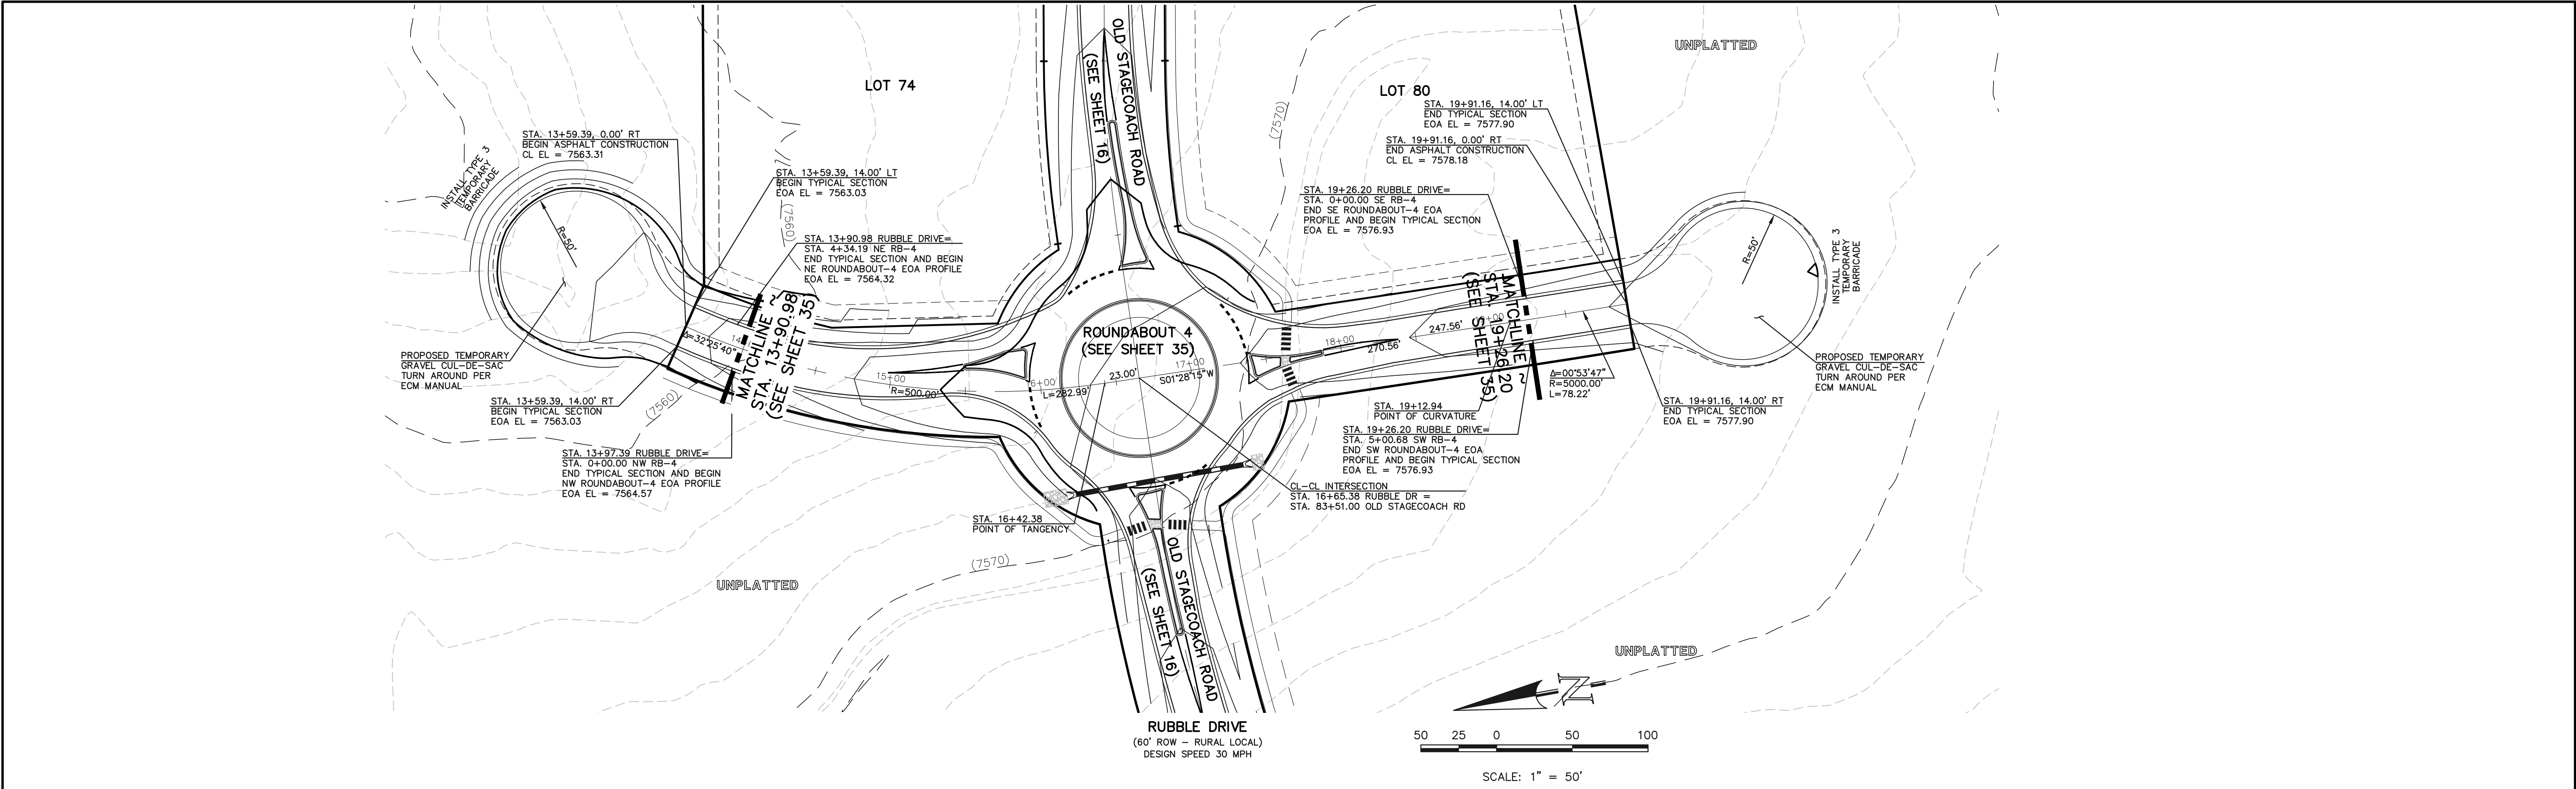 UNPLATTED
LOT 74
LOT 80
OLD STAGECOACH ROAD
(SEE SHEET 16)
(7570)
STA. 13+59.39, 0.00' RT
BEGIN ASPHALT CONSTRUCTION
CL EL = 7563.31
INSTALL TYPE 3
TEMPORARY
BARRICADE
STA. 13+59.39, 14.00' LT
BEGIN TYPICAL SECTION
EOA EL = 7563.03
(7560)
STA. 13+90.98 RUBBLE DRIVE=
STA. 4+34.19 NE RB-4
END TYPICAL SECTION AND BEGIN
NE ROUNDABOUT-4 EOA PROFILE
EOA EL = 7564.32
R=50'
STA. 19+91.16, 14.00' LT
END TYPICAL SECTION
EOA EL = 7577.90
STA. 19+91.16, 0.00' RT
END ASPHALT CONSTRUCTION
CL EL = 7578.18
STA. 19+26.20 RUBBLE DRIVE=
STA. 0+00.00 SE RB-4
END SE ROUNDABOUT-4 EOA
PROFILE AND BEGIN TYPICAL SECTION
EOA EL = 7576.93
R=50'
INSTALL TYPE 3
TEMPORARY
BARRICADE
MATCHLINE ~
STA. 13+90.98
(SEE SHEET 35)
Δ=32°25'40"
14
PROPOSED TEMPORARY
GRAVEL CUL-DE-SAC
TURN AROUND PER
ECM MANUAL
15+00
R=500.00'
6+00
L=282.99'
ROUNDABOUT 4
(SEE SHEET 35)
23.00'
17+00
S01°28'15"W
18+00
270.56'
247.56'
+00
MATCHLINE ~
STA. 19+26.20
(SEE SHEET 35)
Δ=00°53'47"
R=5000.00'
L=78.22'
PROPOSED TEMPORARY
GRAVEL CUL-DE-SAC
TURN AROUND PER
ECM MANUAL
STA. 13+59.39, 14.00' RT
BEGIN TYPICAL SECTION
EOA EL = 7563.03
(7560)
STA. 13+97.39 RUBBLE DRIVE=
STA. 0+00.00 NW RB-4
END TYPICAL SECTION AND BEGIN
NW ROUNDABOUT-4 EOA PROFILE
EOA EL = 7564.57
STA. 19+12.94
POINT OF CURVATURE
STA. 19+91.16, 14.00' RT
END TYPICAL SECTION
EOA EL = 7577.90
STA. 19+26.20 RUBBLE DRIVE=
STA. 5+00.68 SW RB-4
END SW ROUNDABOUT-4 EOA
PROFILE AND BEGIN TYPICAL SECTION
EOA EL = 7576.93
CL-CL INTERSECTION
STA. 16+65.38 RUBBLE DR =
STA. 83+51.00 OLD STAGECOACH RD
STA. 16+42.38
POINT OF TANGENCY
(7570)
UNPLATTED
OLD STAGECOACH ROAD
(SEE SHEET 16)
UNPLATTED
N
RUBBLE DRIVE
(60' ROW - RURAL LOCAL)
DESIGN SPEED 30 MPH
50 25 0 50 100
SCALE: 1" = 50'